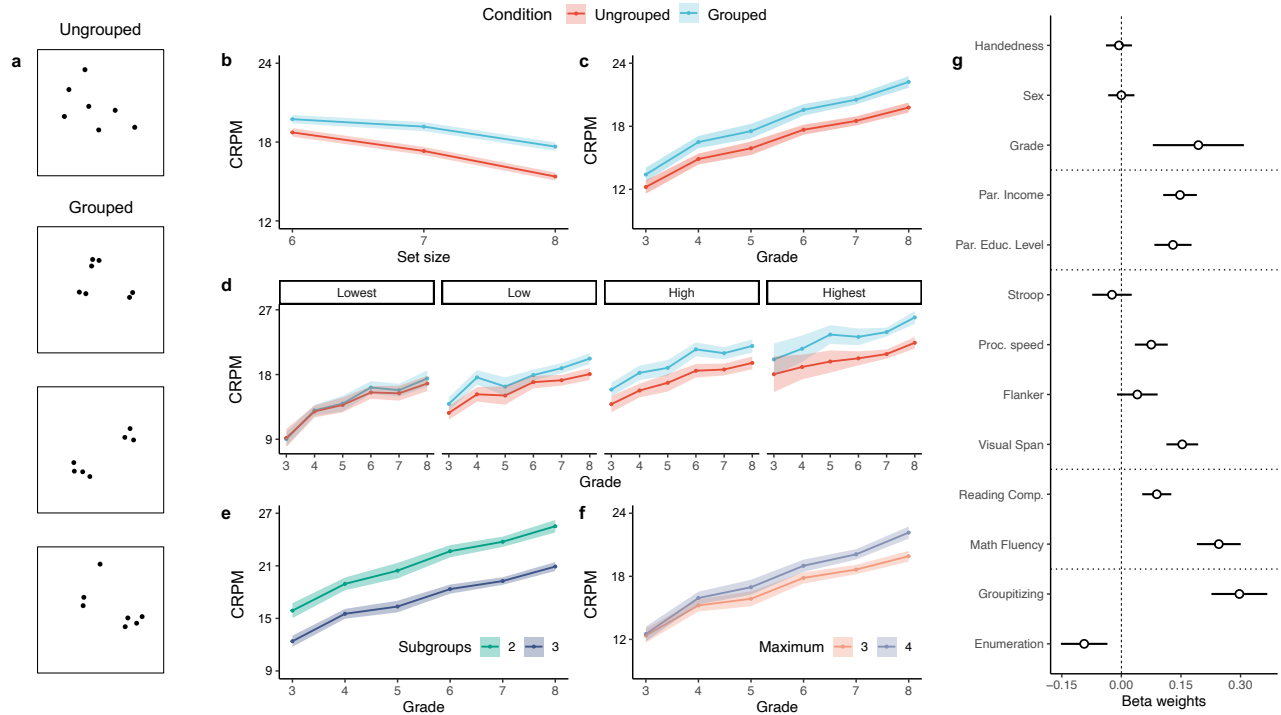 Condition Ungrouped Grouped
a
Ungrouped
Grouped
b
CRPM
24
18
12
6 7 8
Set size
c
CRPM
24
18
12
3 4 5 6 7 8
Grade
d
Lowest Low High Highest
CRPM
27
18
9
3 4 5 6 7 8 3 4 5 6 7 8 3 4 5 6 7 8 3 4 5 6 7 8
Grade
e
CRPM
27
21
15
9
Subgroups 2 3
3 4 5 6 7 8
Grade
f
CRPM
24
18
12
Maximum 3 4
3 4 5 6 7 8
Grade
g
Handedness
Sex
Grade
Par. Income
Par. Educ. Level
Stroop
Proc. speed
Flanker
Visual Span
Reading Comp.
Math Fluency
Groupitizing
Enumeration
−0.15 0.00 0.15 0.30
Beta weights